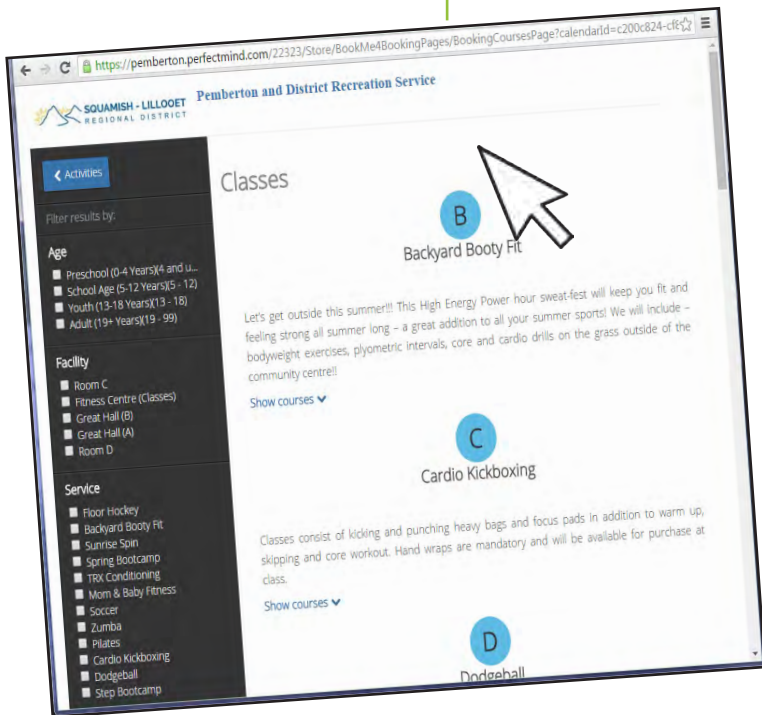 https://pemberton.perfectmind.com/22323/Store/BookMe4BookingPages/BookingCoursesPage?calendarId=c200c824-cf8
SQUAMISH - LILLOOET
REGIONAL DISTRICT
Pemberton and District Recreation Service
Activities
Filter results by:
Age
Preschool (0-4 Years)(4 and u...
School Age (5-12 Years)(5 - 12)
Youth (13-18 Years)(13 - 18)
Adult (19+ Years)(19 - 99)
Facility
Room C
Fitness Centre (Classes)
Great Hall (B)
Great Hall (A)
Room D
Service
Floor Hockey
Backyard Booty Fit
Sunrise Spin
Spring Bootcamp
TRX Conditioning
Mom & Baby Fitness
Soccer
Zumba
Pilates
Cardio Kickboxing
Dodgeball
Step Bootcamp
Classes
B
Backyard Booty Fit
Let's get outside this summer!!! This High Energy Power hour sweat-fest will keep you fit and
feeling strong all summer long – a great addition to all your summer sports! We will include –
bodyweight exercises, plyometric intervals, core and cardio drills on the grass outside of the
community centre!!
Show courses
C
Cardio Kickboxing
Classes consist of kicking and punching heavy bags and focus pads in addition to warm up,
skipping and core workout. Hand wraps are mandatory and will be available for purchase at
class.
Show courses
D
Dodgeball